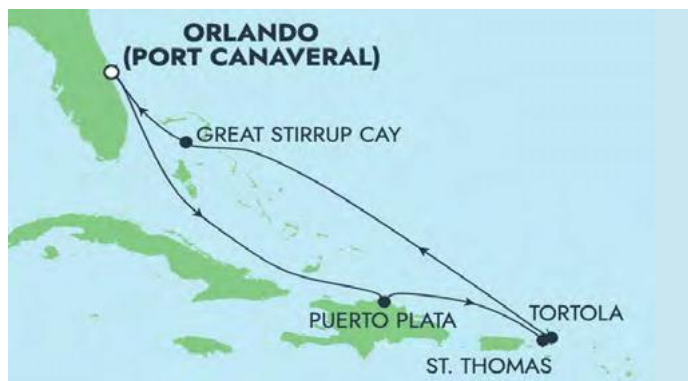 ORLANDO
(PORT CANAVERAL)
GREAT STIRRUP CAY
PUERTO PLATA
TORTOLA
ST. THOMAS